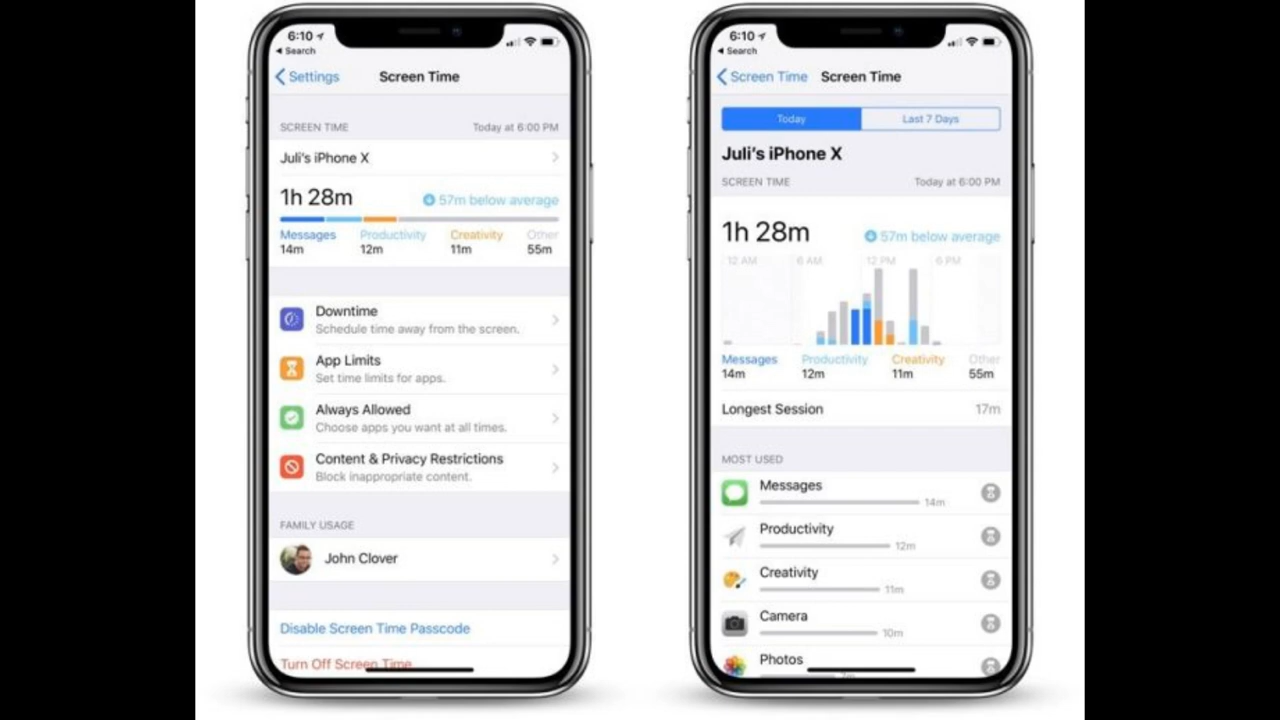 6:10
Search
Settings
Screen Time
SCREEN TIME
Today at 6:00 PM
Juli's iPhone X
1h 28m
57m below average
Messages Productivity Creativity Other
14m 12m 11m 55m
Downtime
Schedule time away from the screen.
App Limits
Set time limits for apps.
Always Allowed
Choose apps you want at all times.
Content & Privacy Restrictions
Block inappropriate content.
FAMILY USAGE
John Clover
Disable Screen Time Passcode
Turn Off Screen Time
6:10
Search
Screen Time
Screen Time
Today
Last 7 Days
Juli's iPhone X
SCREEN TIME
Today at 6:00 PM
1h 28m
57m below average
12 AM 6 AM 12 PM 6 PM
Messages Productivity Creativity Other
14m 12m 11m 55m
Longest Session
17m
MOST USED
Messages
14m
Productivity
12m
Creativity
11m
Camera
10m
Photos
7m